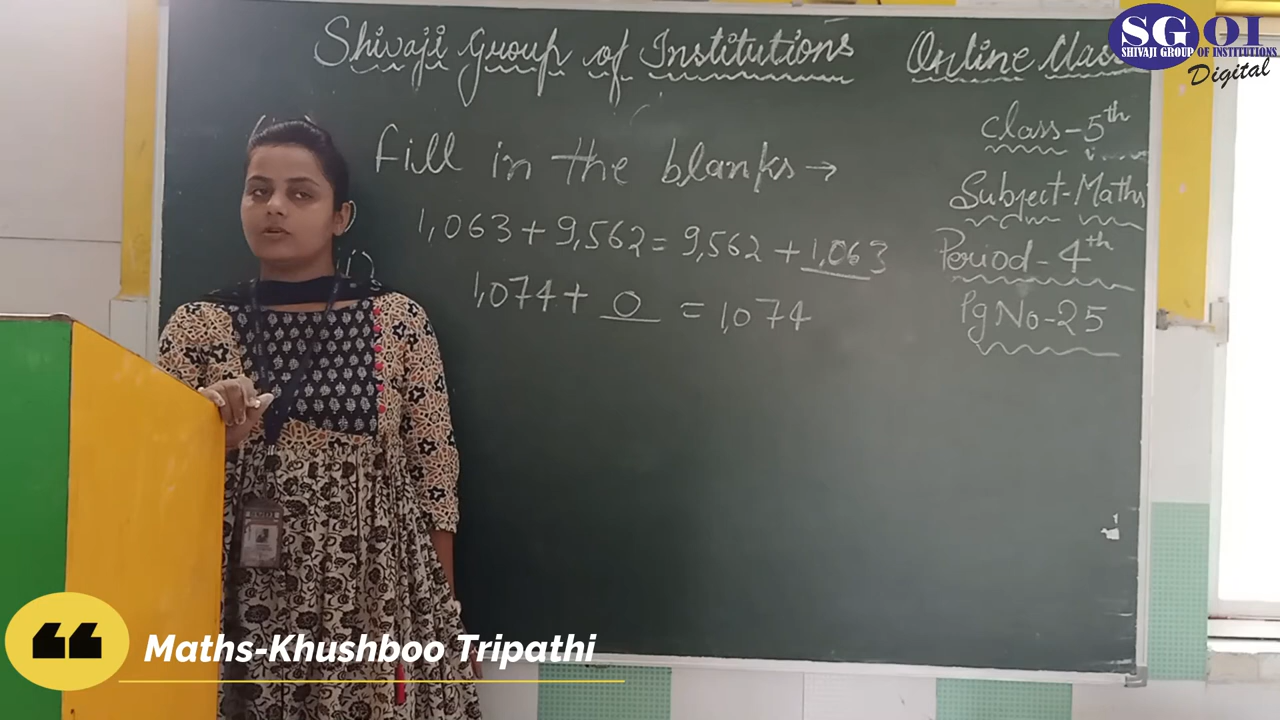 Shivaji Group of Institutions
Online Class
SGOI
SHIVAJI GROUP OF INSTITUTIONS
Digital
Class-5th
Subject-Maths
Period-4th
Pg No-25
Fill in the blanks→
1,063+9,562=9,562+1,063
1,074+0=1,074
Maths-Khushboo Tripathi